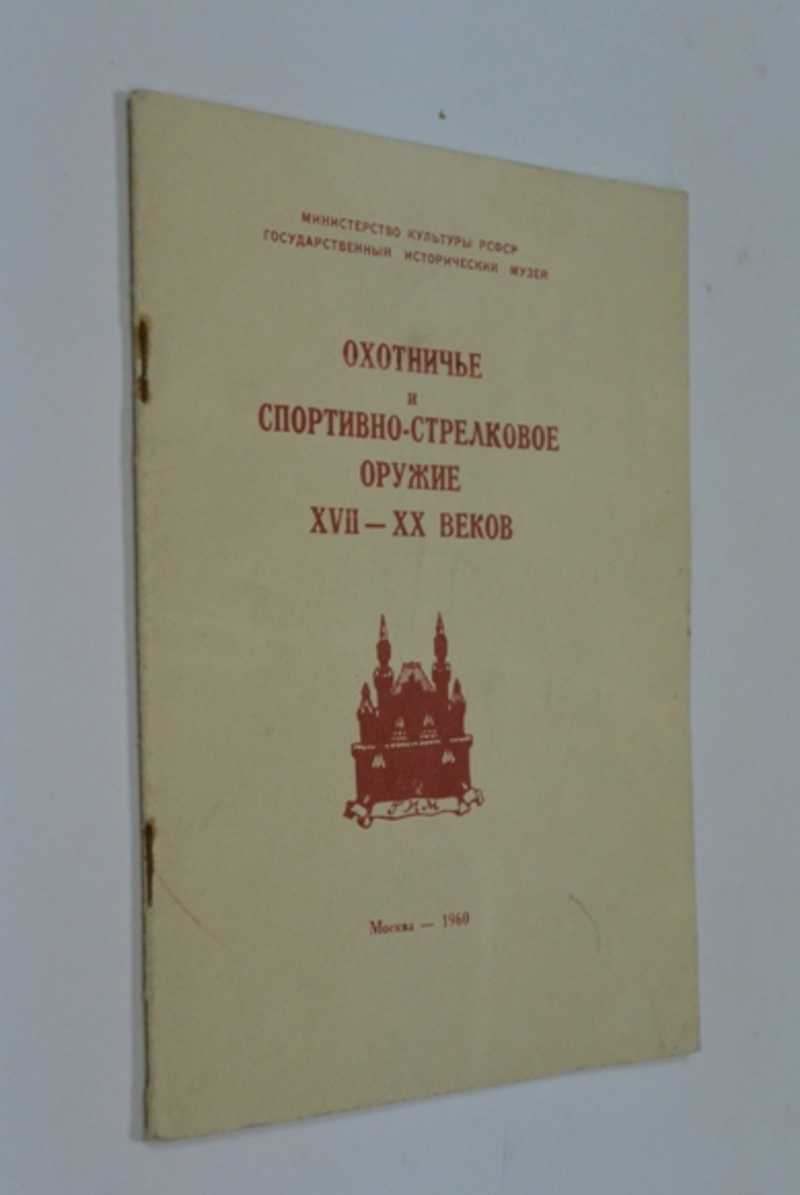 МИНИСТЕРСТВО КУЛЬТУРЫ РСФСР
ГОСУДАРСТВЕННЫЙ ИСТОРИЧЕСКИЙ МУЗЕЙ
ОХОТНИЧЬЕ
и
СПОРТИВНО-СТРЕЛКОВОЕ
ОРУЖИЕ
XVII — XX ВЕКОВ
ГИМ
Москва — 1960